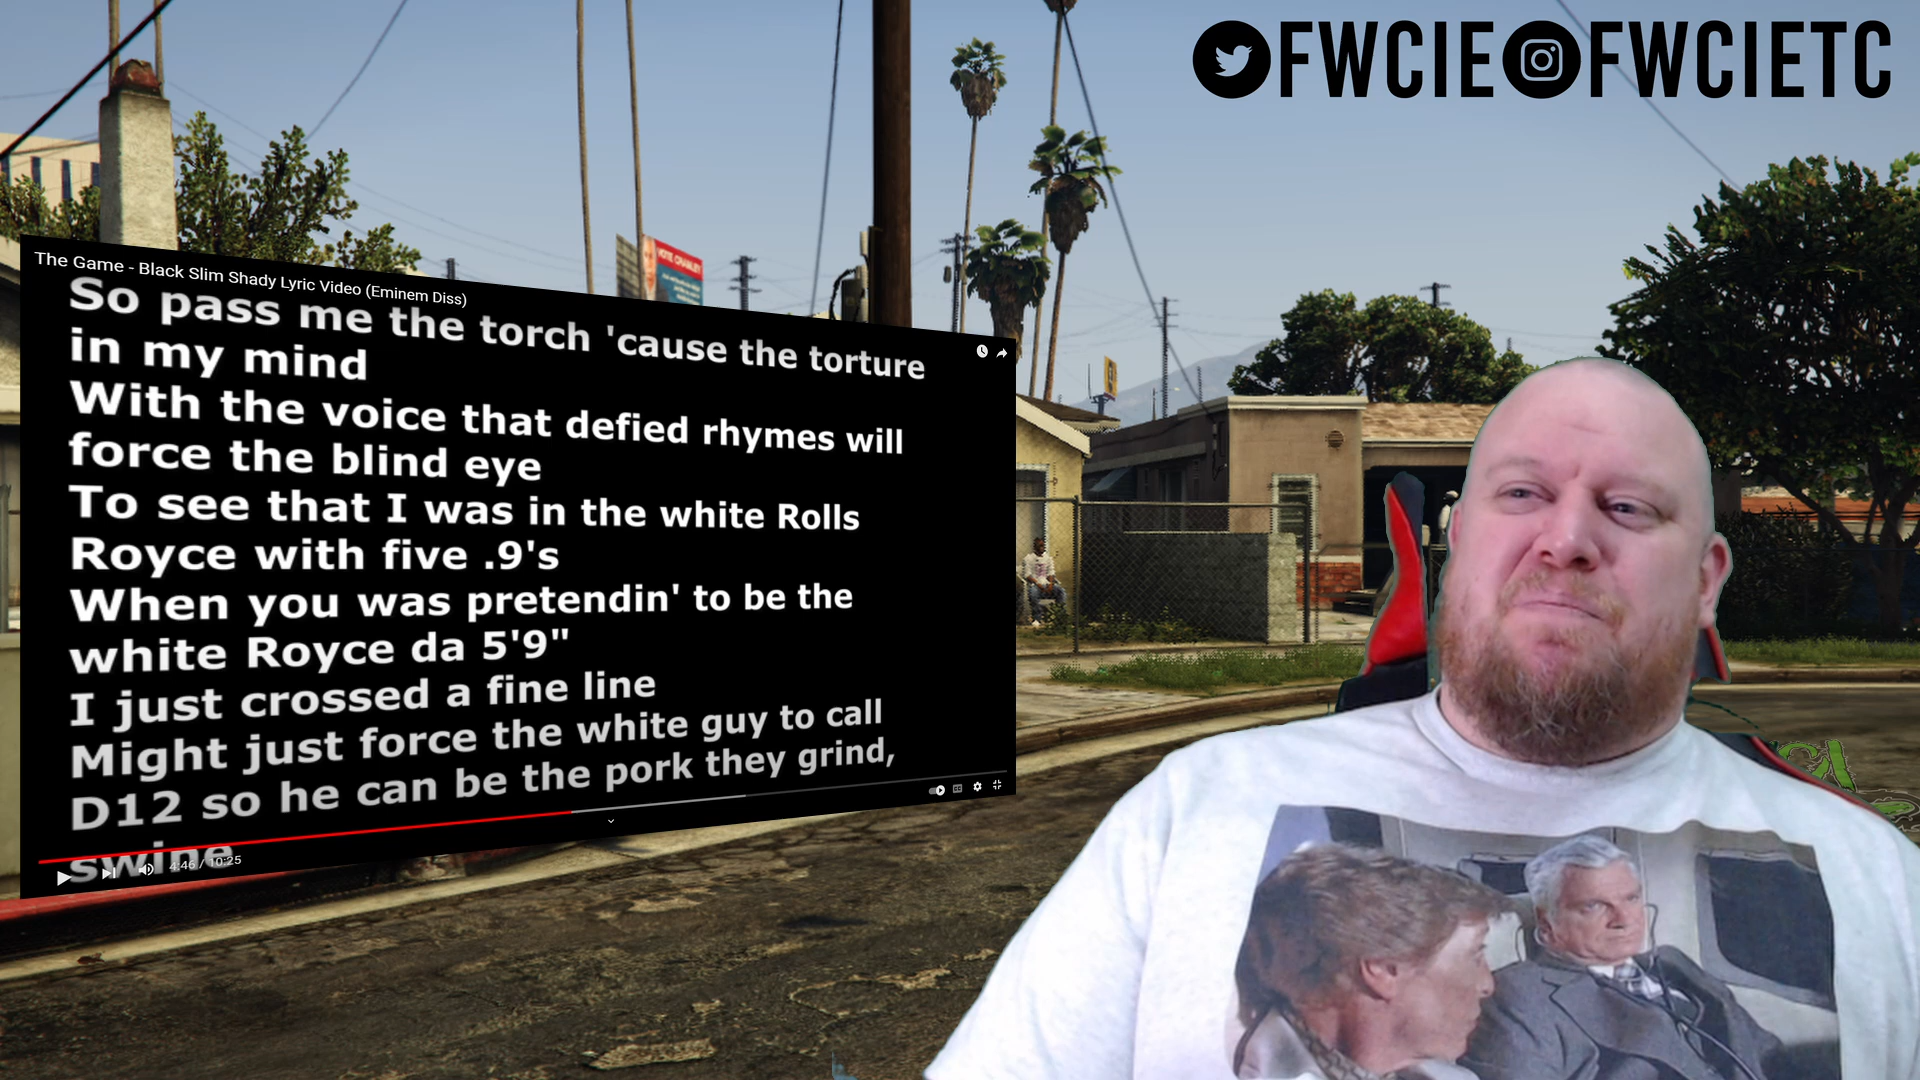 FWCIE FWCIETC
VOTE CRANLEY
The Game - Black Slim Shady Lyric Video (Eminem Diss)
So pass me the torch 'cause the torture
in my mind
With the voice that defied rhymes will
force the blind eye
To see that I was in the white Rolls
Royce with five .9's
When you was pretendin' to be the
white Royce da 5'9"
I just crossed a fine line
Might just force the white guy to call
D12 so he can be the pork they grind,
swine
4:46 / 10:25